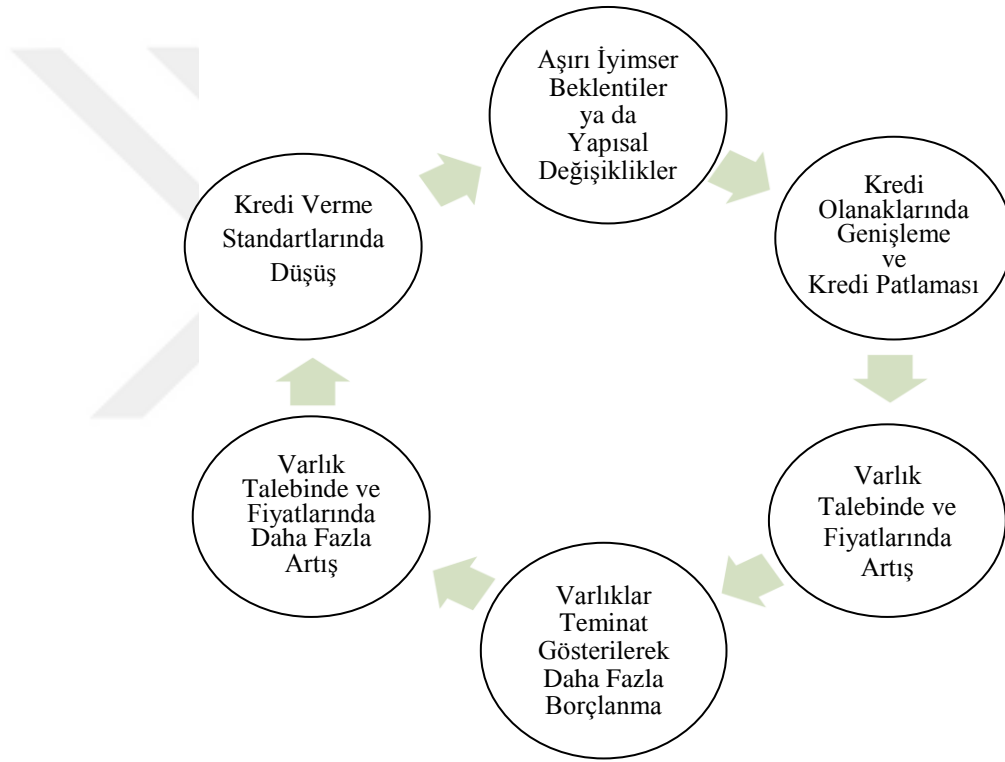 Aşırı İyimser
Beklentiler
ya da
Yapısal
Değişiklikler
Kredi
Olanaklarında
Genişleme
ve
Kredi Patlaması
Varlık
Talebinde ve
Fiyatlarında
Artış
Varlıklar
Teminat
Gösterilerek
Daha Fazla
Borçlanma
Varlık
Talebinde ve
Fiyatlarında
Daha Fazla
Artış
Kredi Verme
Standartlarında
Düşüş